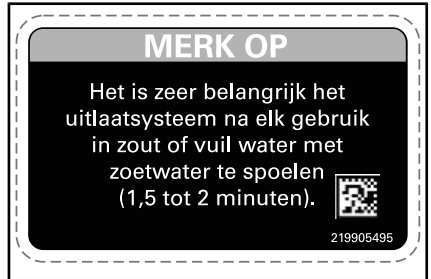 MERK OP
Het is zeer belangrijk het
uitlaatsysteem na elk gebruik
in zout of vuil water met
zoetwater te spoelen
(1,5 tot 2 minuten).
219905495